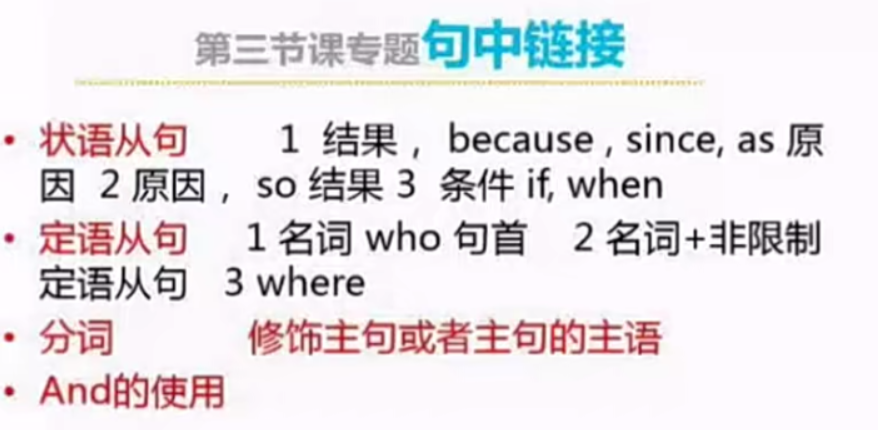 第三节课专题句中链接
• 状语从句 1 结果， because , since, as 原
因 2 原因， so 结果 3 条件 if, when
• 定语从句 1 名词 who 句首 2 名词+非限制
定语从句 3 where
• 分词 修饰主句或者主句的主语
• And的使用